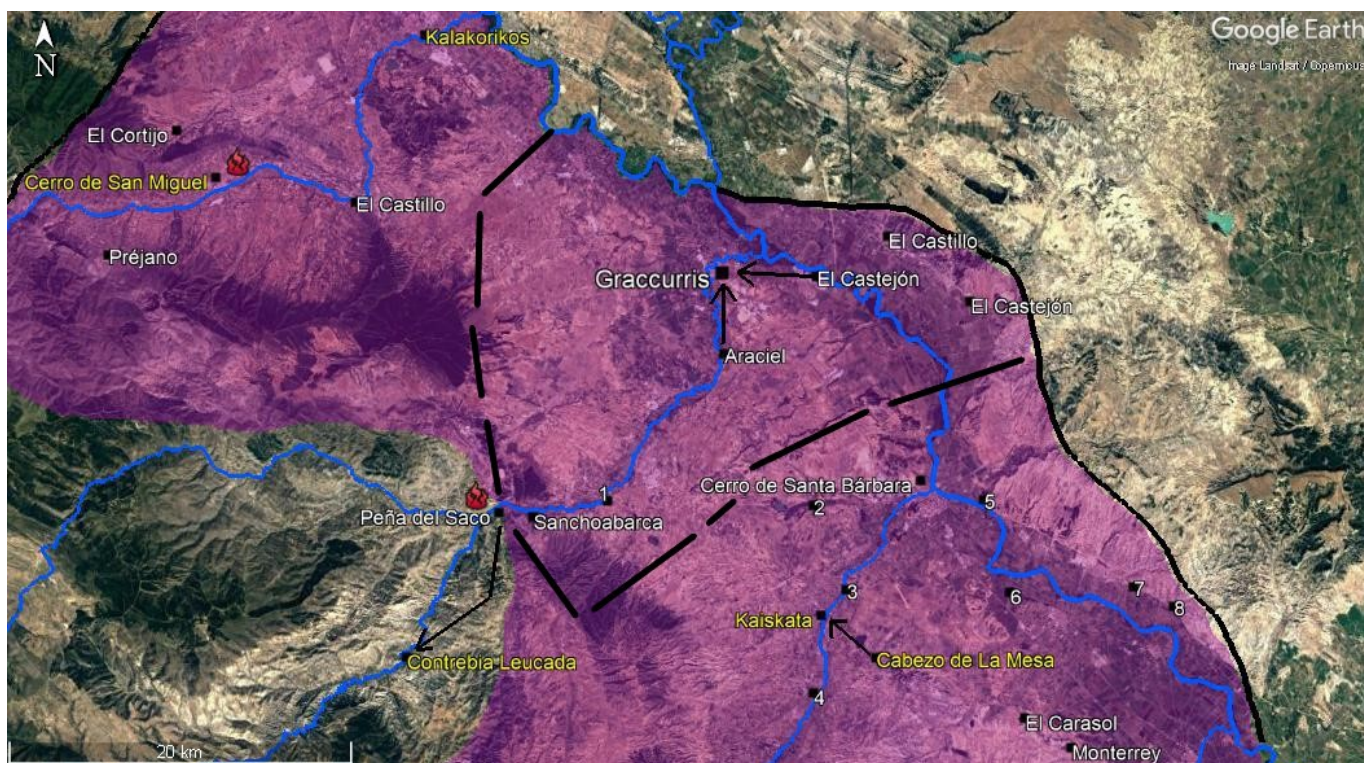 Google Earth
Image Landsat / Copernicus
N
Kalakorikos
El Cortijo
Cerro de San Miguel
El Castillo
Préjano
El Castillo
Graccurris
El Castejón
El Castejón
Araciel
Cerro de Santa Bárbara
1
2
5
Peña del Saco
Sanchoabarca
3
6
7
8
Kaiskata
Contrebia Leucada
Cabezo de La Mesa
4
El Carasol
Monterrey
20 km